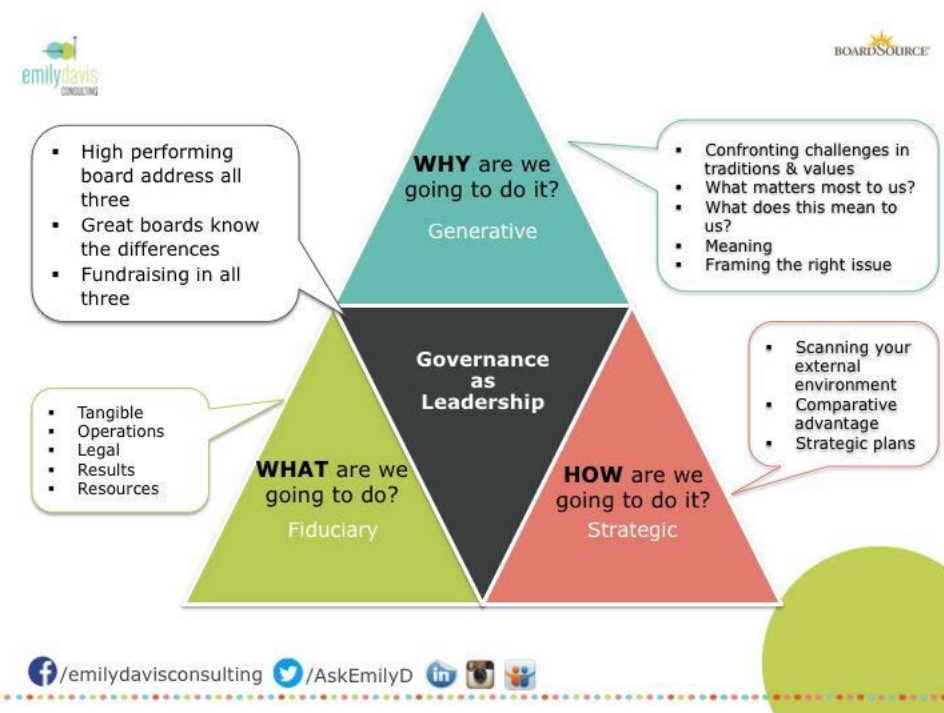 emilydavis
CONSULTING
BOARDSOURCE
▪ High performing
board address all
three
▪ Great boards know
the differences
▪ Fundraising in all
three
WHY are we
going to do it?
Generative
▪ Confronting challenges in
traditions & values
▪ What matters most to us?
▪ What does this mean to
us?
▪ Meaning
▪ Framing the right issue
Governance
as
Leadership
▪ Scanning your
external
environment
▪ Comparative
advantage
▪ Strategic plans
▪ Tangible
▪ Operations
▪ Legal
▪ Results
▪ Resources
WHAT are we
going to do?
Fiduciary
HOW are we
going to do it?
Strategic
/emilydavisconsulting /AskEmilyD in